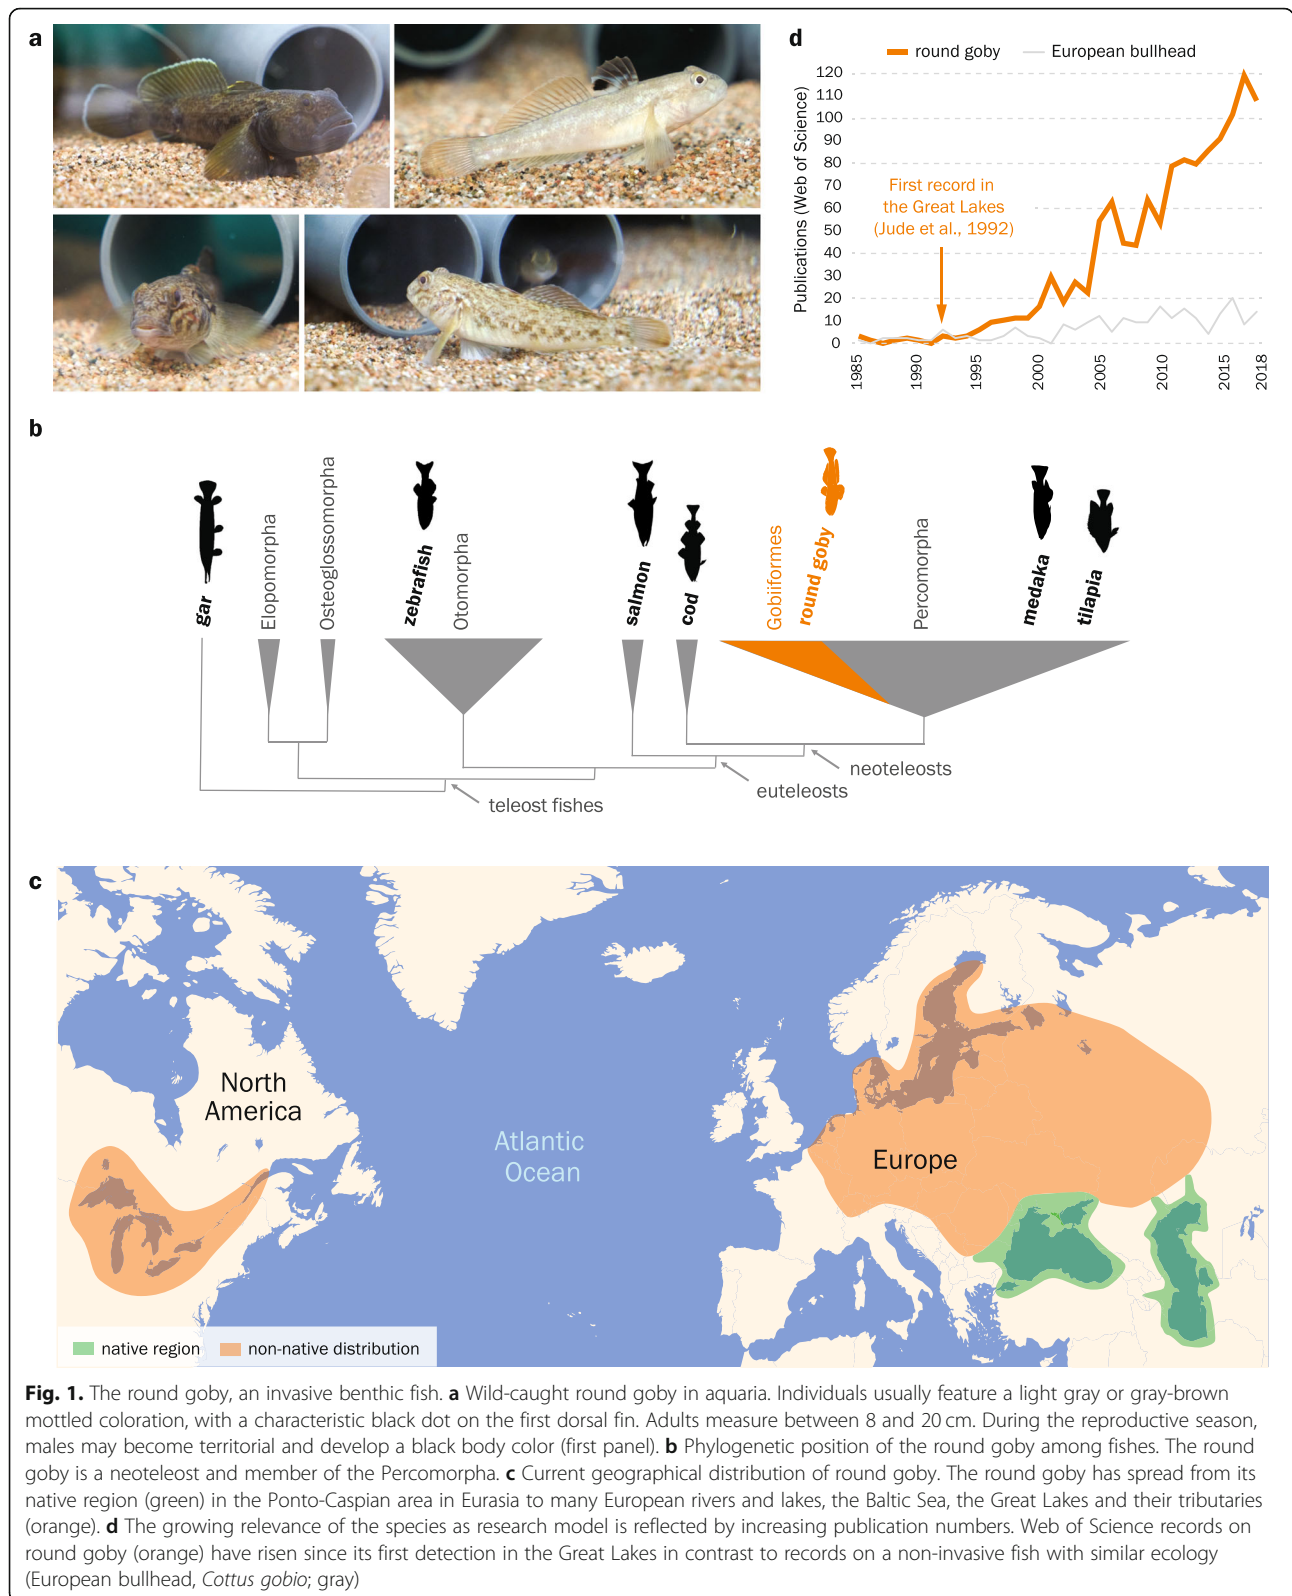 a
d
round goby
European bullhead
Publications (Web of Science)
120
110
100
90
80
70
60
50
40
30
20
10
0
First record in
the Great Lakes
(Jude et al., 1992)
1985
1990
1995
2000
2005
2010
2015
2018
b
gar
Elopomorpha
Osteoglossomorpha
zebrafish
Otomorpha
salmon
cod
Gobiiformes
round goby
Percomorpha
medaka
tilapia
neoteleosts
euteleosts
teleost fishes
c
North
America
Atlantic
Ocean
Europe
native region
non-native distribution
Fig. 1. The round goby, an invasive benthic fish. a Wild-caught round goby in aquaria. Individuals usually feature a light gray or gray-brown
mottled coloration, with a characteristic black dot on the first dorsal fin. Adults measure between 8 and 20 cm. During the reproductive season,
males may become territorial and develop a black body color (first panel). b Phylogenetic position of the round goby among fishes. The round
goby is a neoteleost and member of the Percomorpha. c Current geographical distribution of round goby. The round goby has spread from its
native region (green) in the Ponto-Caspian area in Eurasia to many European rivers and lakes, the Baltic Sea, the Great Lakes and their tributaries
(orange). d The growing relevance of the species as research model is reflected by increasing publication numbers. Web of Science records on
round goby (orange) have risen since its first detection in the Great Lakes in contrast to records on a non-invasive fish with similar ecology
(European bullhead, Cottus gobio; gray)